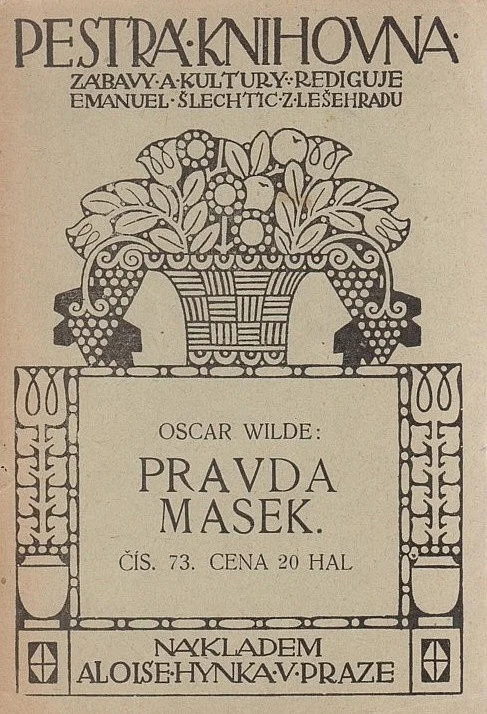 PESTRÁ·KNIHOVNA·
ZÁBAVY·A·KULTURY·:·REDIGUJE
EMANUEL·ŠLECHTIC·Z·LEŠEHRADU
OSCAR WILDE:
PRAVDA
MASEK.
ČÍS. 73. CENA 20 HAL
NÁKLADEM
ALOISE·HYNKA·V·PRAZE